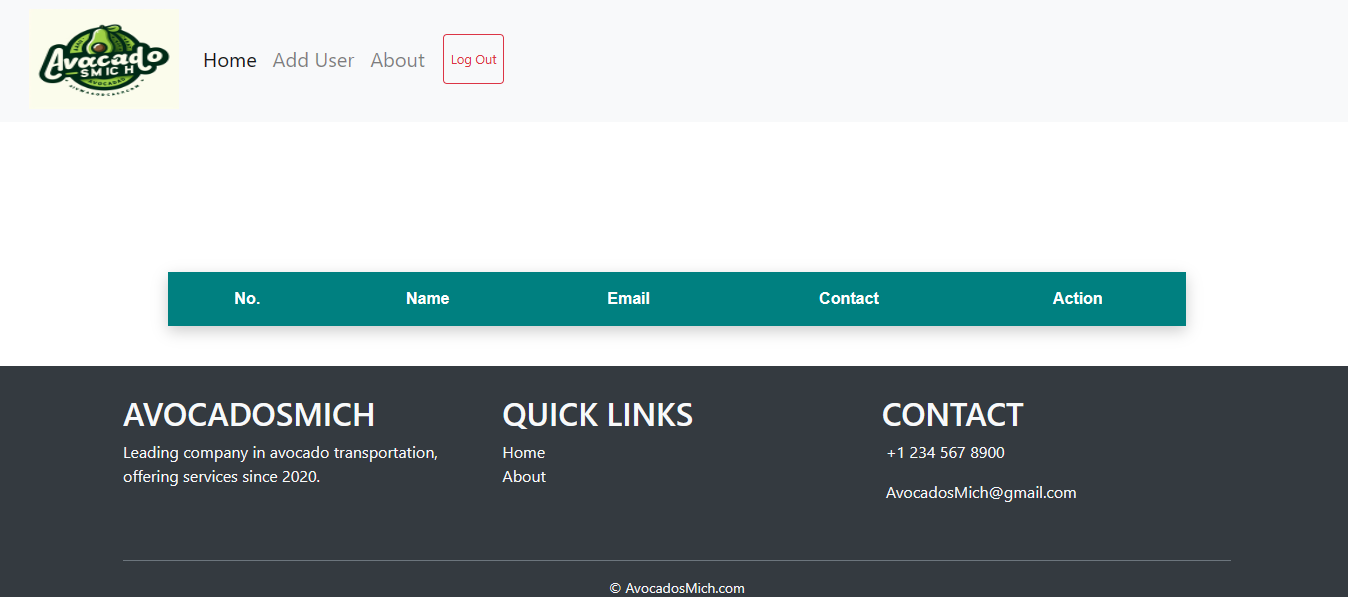 Avocado
SMICH
AVOCADAO
Home
Add User
About
Log Out
No.
Name
Email
Contact
Action
AVOCADOSMICH
Leading company in avocado transportation,
offering services since 2020.
QUICK LINKS
Home
About
CONTACT
+1 234 567 8900
AvocadosMich@gmail.com
© AvocadosMich.com